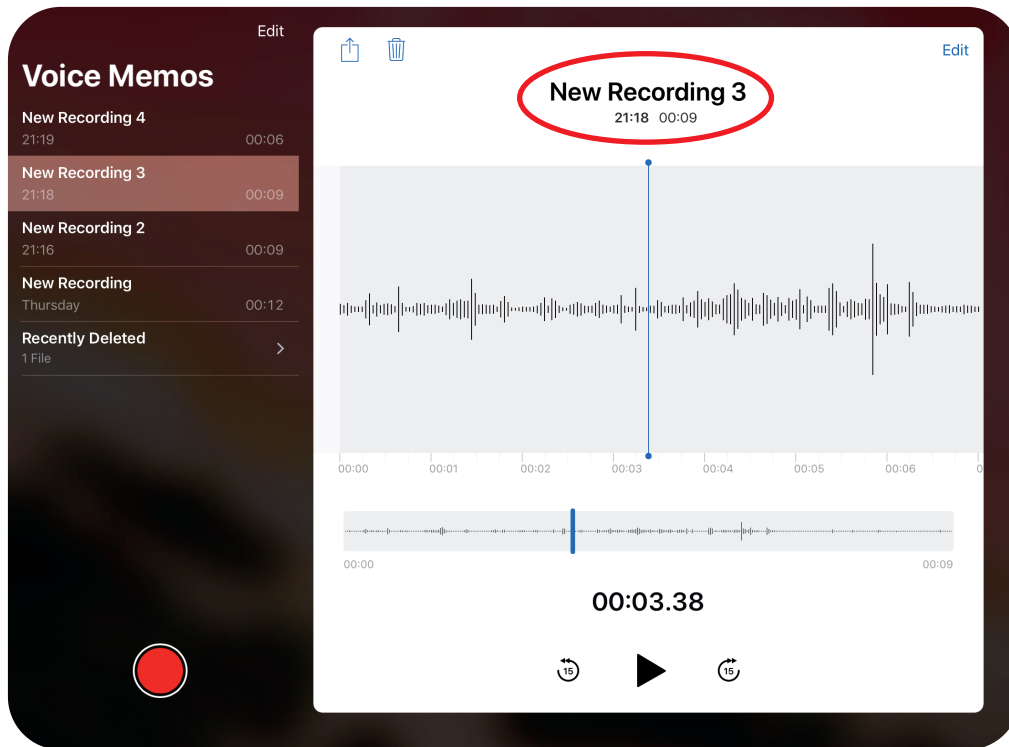 Edit
Voice Memos
New Recording 4
21:19 00:06
New Recording 3
21:18 00:09
New Recording 2
21:16 00:09
New Recording
Thursday 00:12
Recently Deleted
1 File
Edit
New Recording 3
21:18 00:09
00:00 00:01 00:02 00:03 00:04 00:05 00:06 0
00:00 00:09
00:03.38
15 15